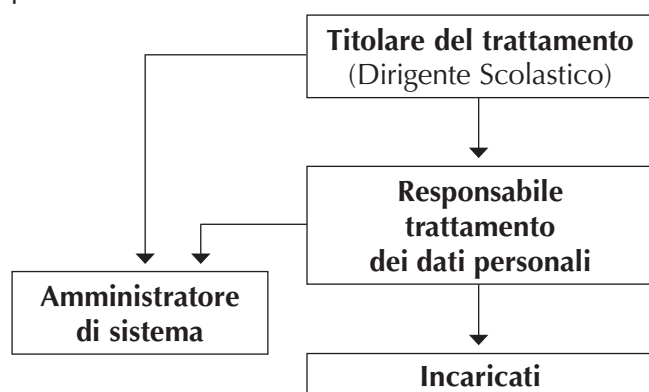 Titolare del trattamento
(Dirigente Scolastico)
Responsabile
trattamento
dei dati personali
Amministratore
di sistema
Incaricati